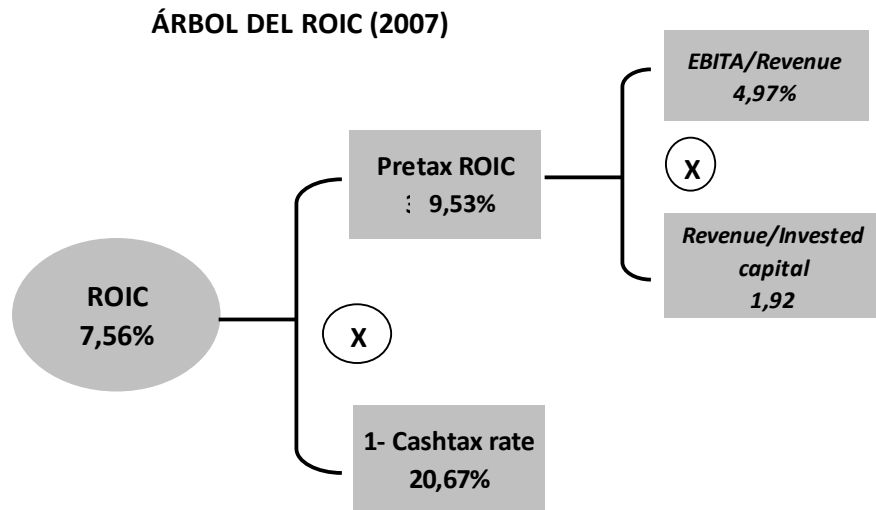 ÁRBOL DEL ROIC (2007)
EBITA/Revenue
4,97%
X
Pretax ROIC
9,53%
Revenue/Invested
capital
1,92
ROIC
7,56%
X
1- Cashtax rate
20,67%